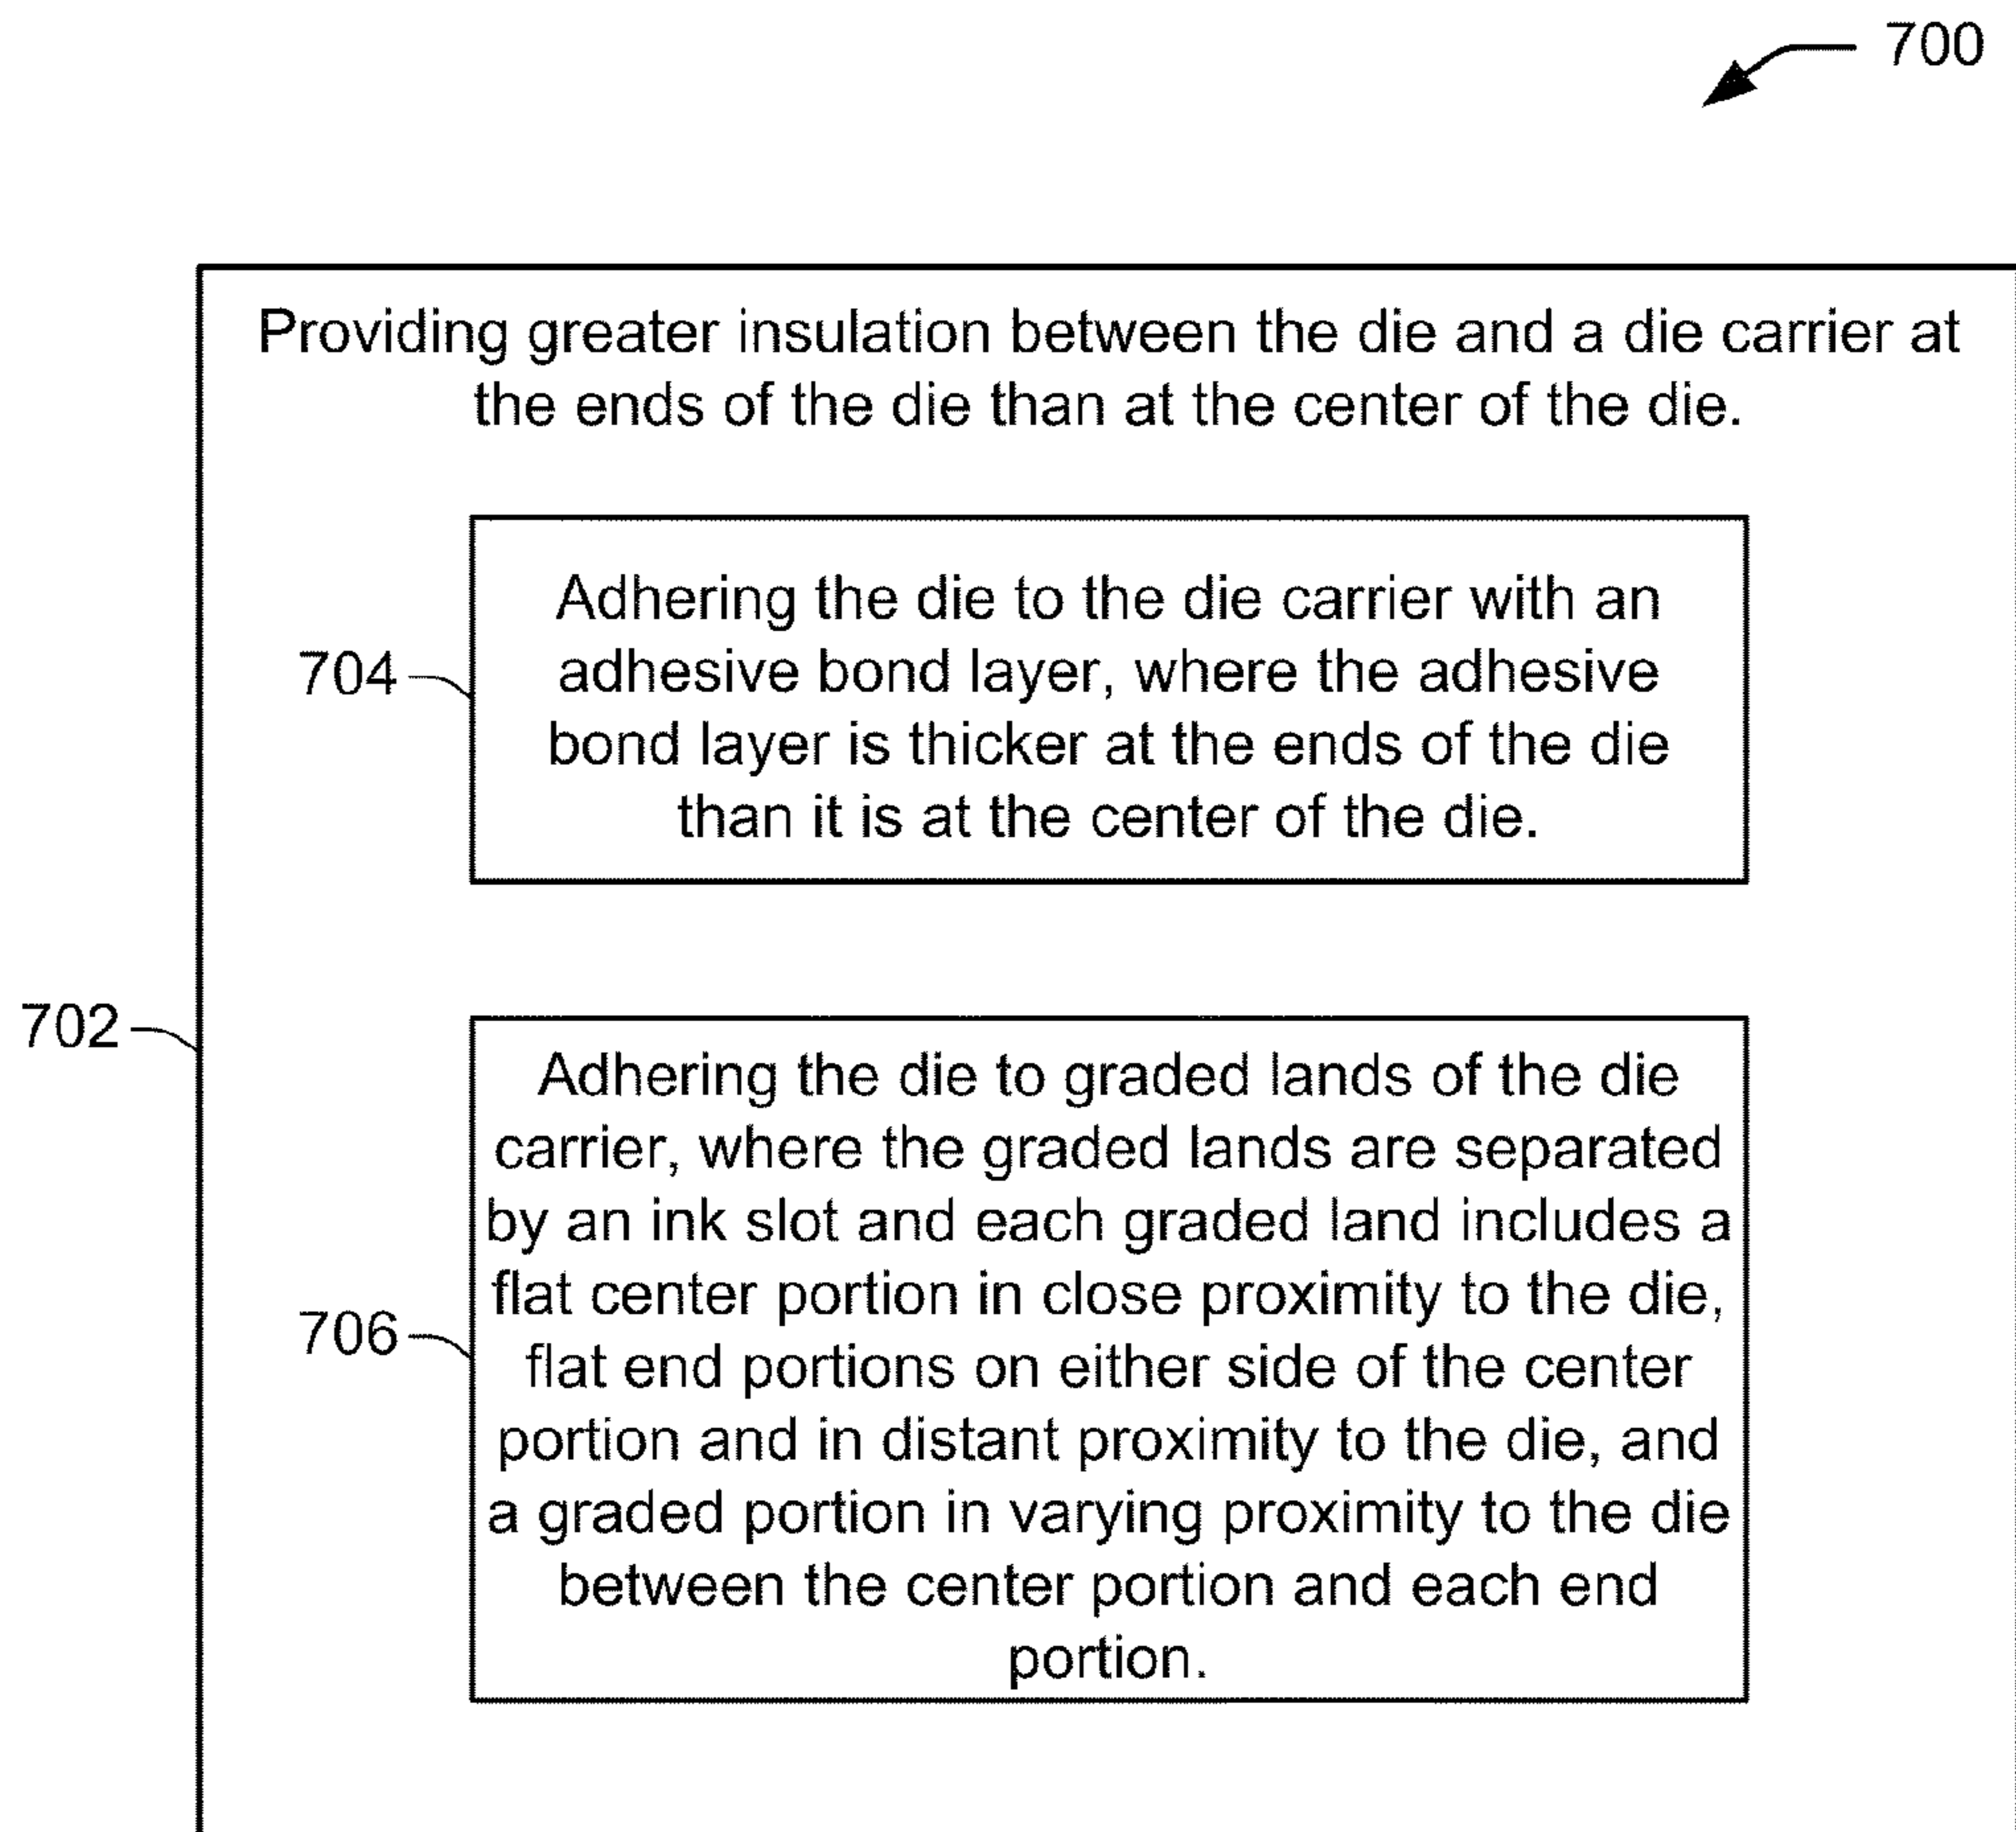 700
Providing greater insulation between the die and a die carrier at
the ends of the die than at the center of the die.
704
Adhering the die to the die carrier with an
adhesive bond layer, where the adhesive
bond layer is thicker at the ends of the die
than it is at the center of the die.
702
706
Adhering the die to graded lands of the die
carrier, where the graded lands are separated
by an ink slot and each graded land includes a
flat center portion in close proximity to the die,
flat end portions on either side of the center
portion and in distant proximity to the die, and
a graded portion in varying proximity to the die
between the center portion and each end
portion.